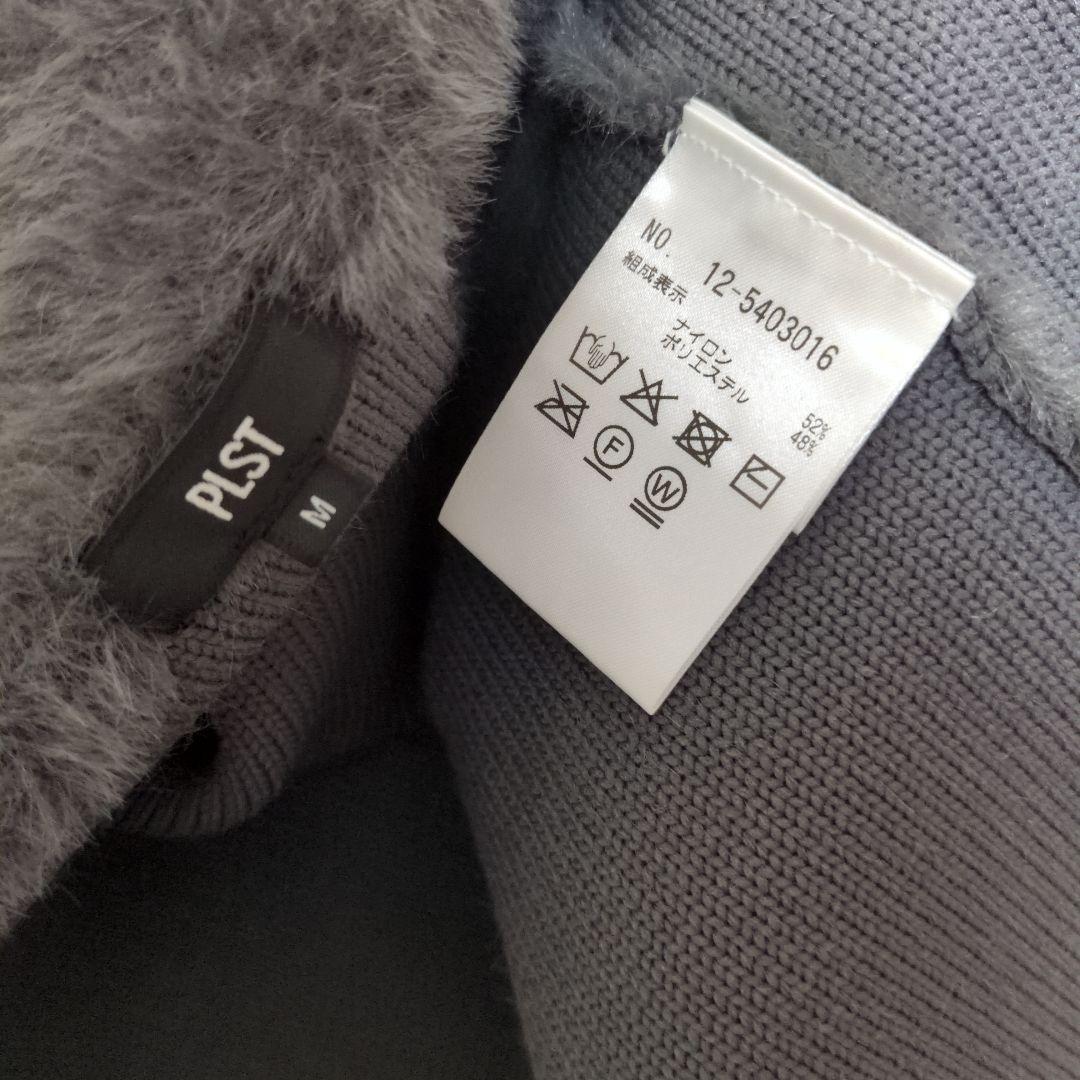 PLST
M
NO. 12-5403016
組成表示
ナイロン 52%
ポリエステル 48%
F
W